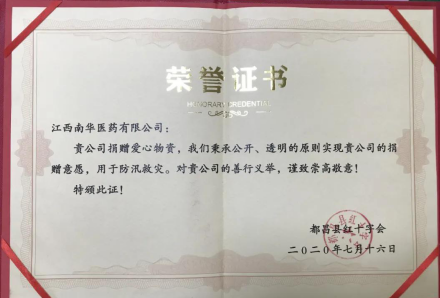 荣誉证书
HONORARY CREDENTIAL
江西南华医药有限公司：
贵公司捐赠爱心物资，我们秉承公开、透明的原则实现贵公司的捐
赠意愿，用于防汛救灾。对贵公司的善行义举，谨致崇高敬意！
特颁此证！
都昌县红十字会
二〇二〇年七月十六日